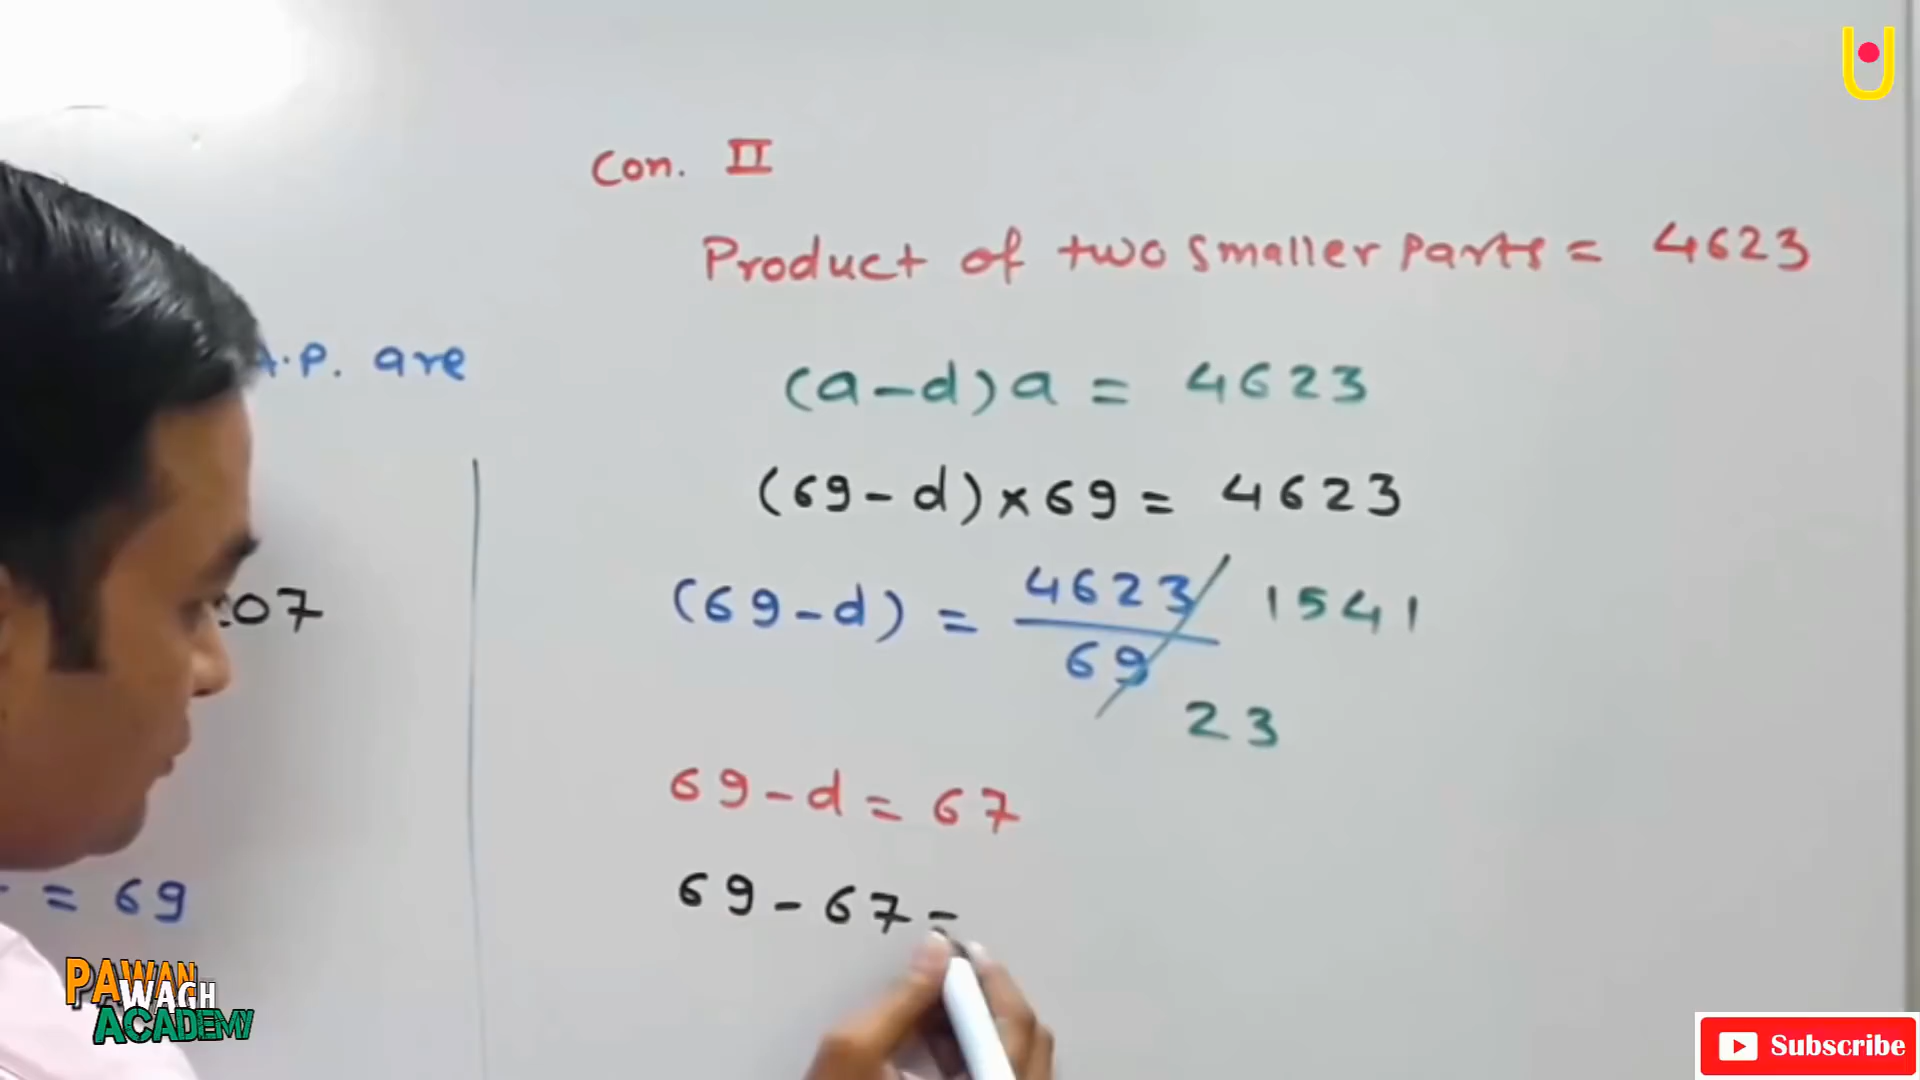 Con. II
Product of two smaller parts = 4623
A.P. are
(a-d)a = 4623
(69-d)×69 = 4623
07
(69-d) = 4623/69 1541
23
69-d = 67
= 69
69-67=
PAWAN
WAGH
ACADEMY
Subscribe